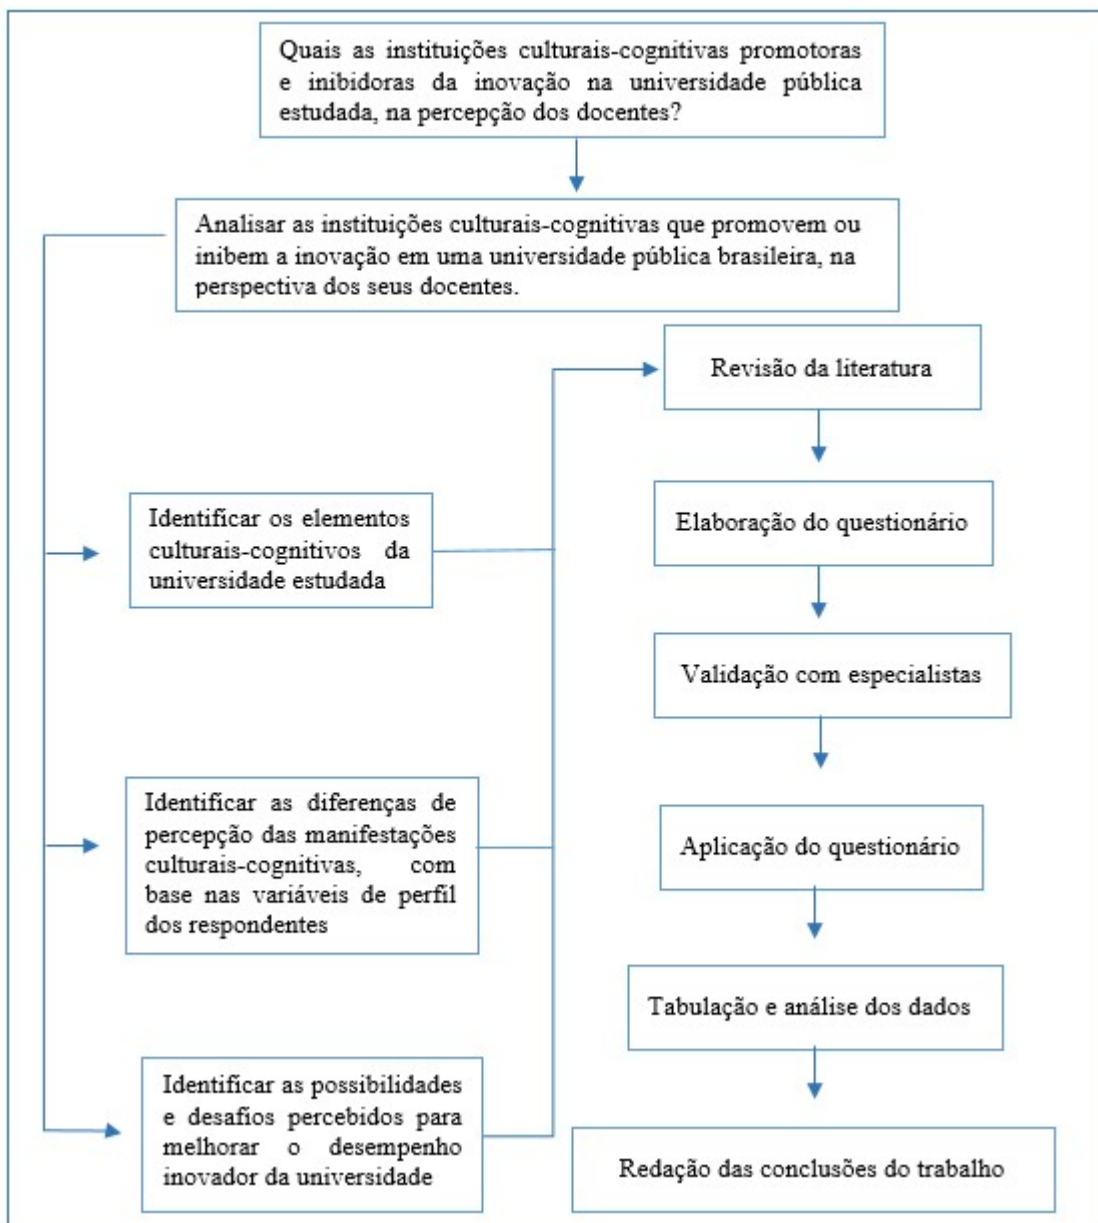 Quais as instituições culturais-cognitivas promotoras
e inibidoras da inovação na universidade pública
estudada, na percepção dos docentes?
Analisar as instituições culturais-cognitivas que promovem ou
inibem a inovação em uma universidade pública brasileira, na
perspectiva dos seus docentes.
Identificar os elementos
culturais-cognitivos da
universidade estudada
Identificar as diferenças de
percepção das manifestações
culturais-cognitivas, com
base nas variáveis de perfil
dos respondentes
Identificar as possibilidades
e desafios percebidos para
melhorar o desempenho
inovador da universidade
Revisão da literatura
Elaboração do questionário
Validação com especialistas
Aplicação do questionário
Tabulação e análise dos dados
Redação das conclusões do trabalho